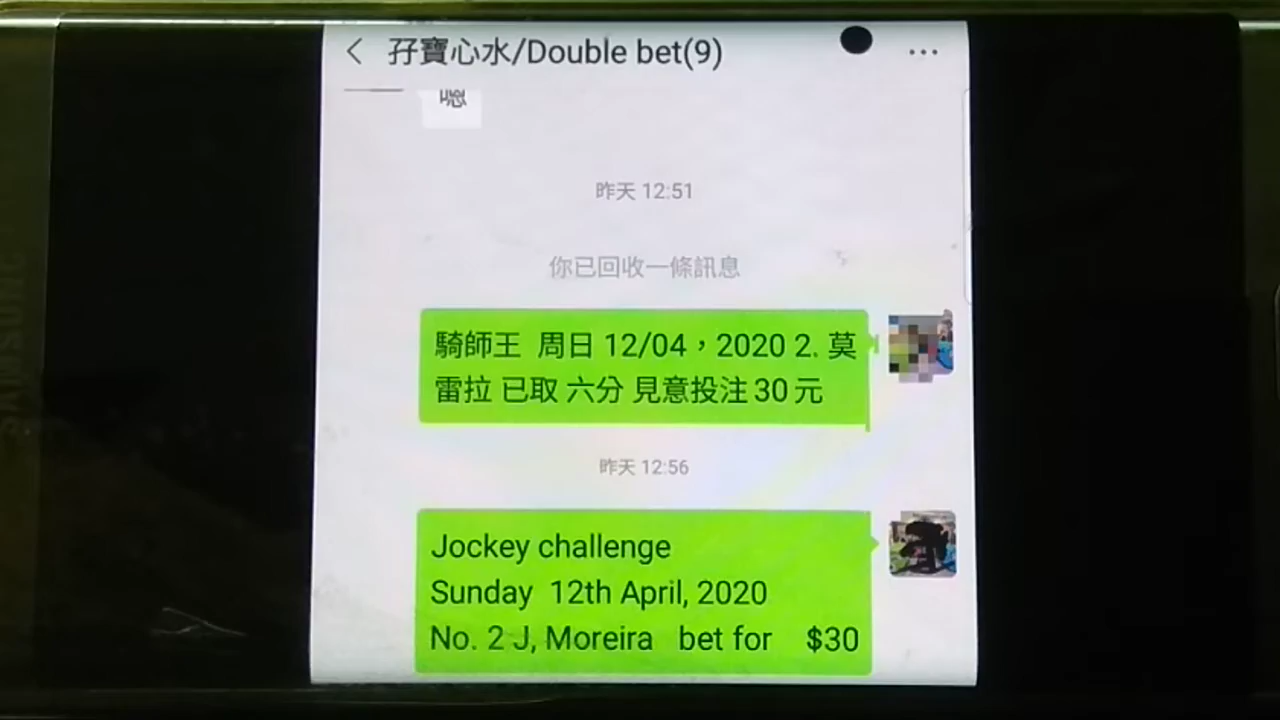 孖寶心水/Double bet(9)
嗯
昨天 12:51
你已回收一條訊息
騎師王 周日 12/04,2020 2. 莫
雷拉 已取 六分 見意投注 30 元
昨天 12:56
Jockey challenge
Sunday 12th April, 2020
No. 2 J, Moreira bet for $30
SAMSUNG